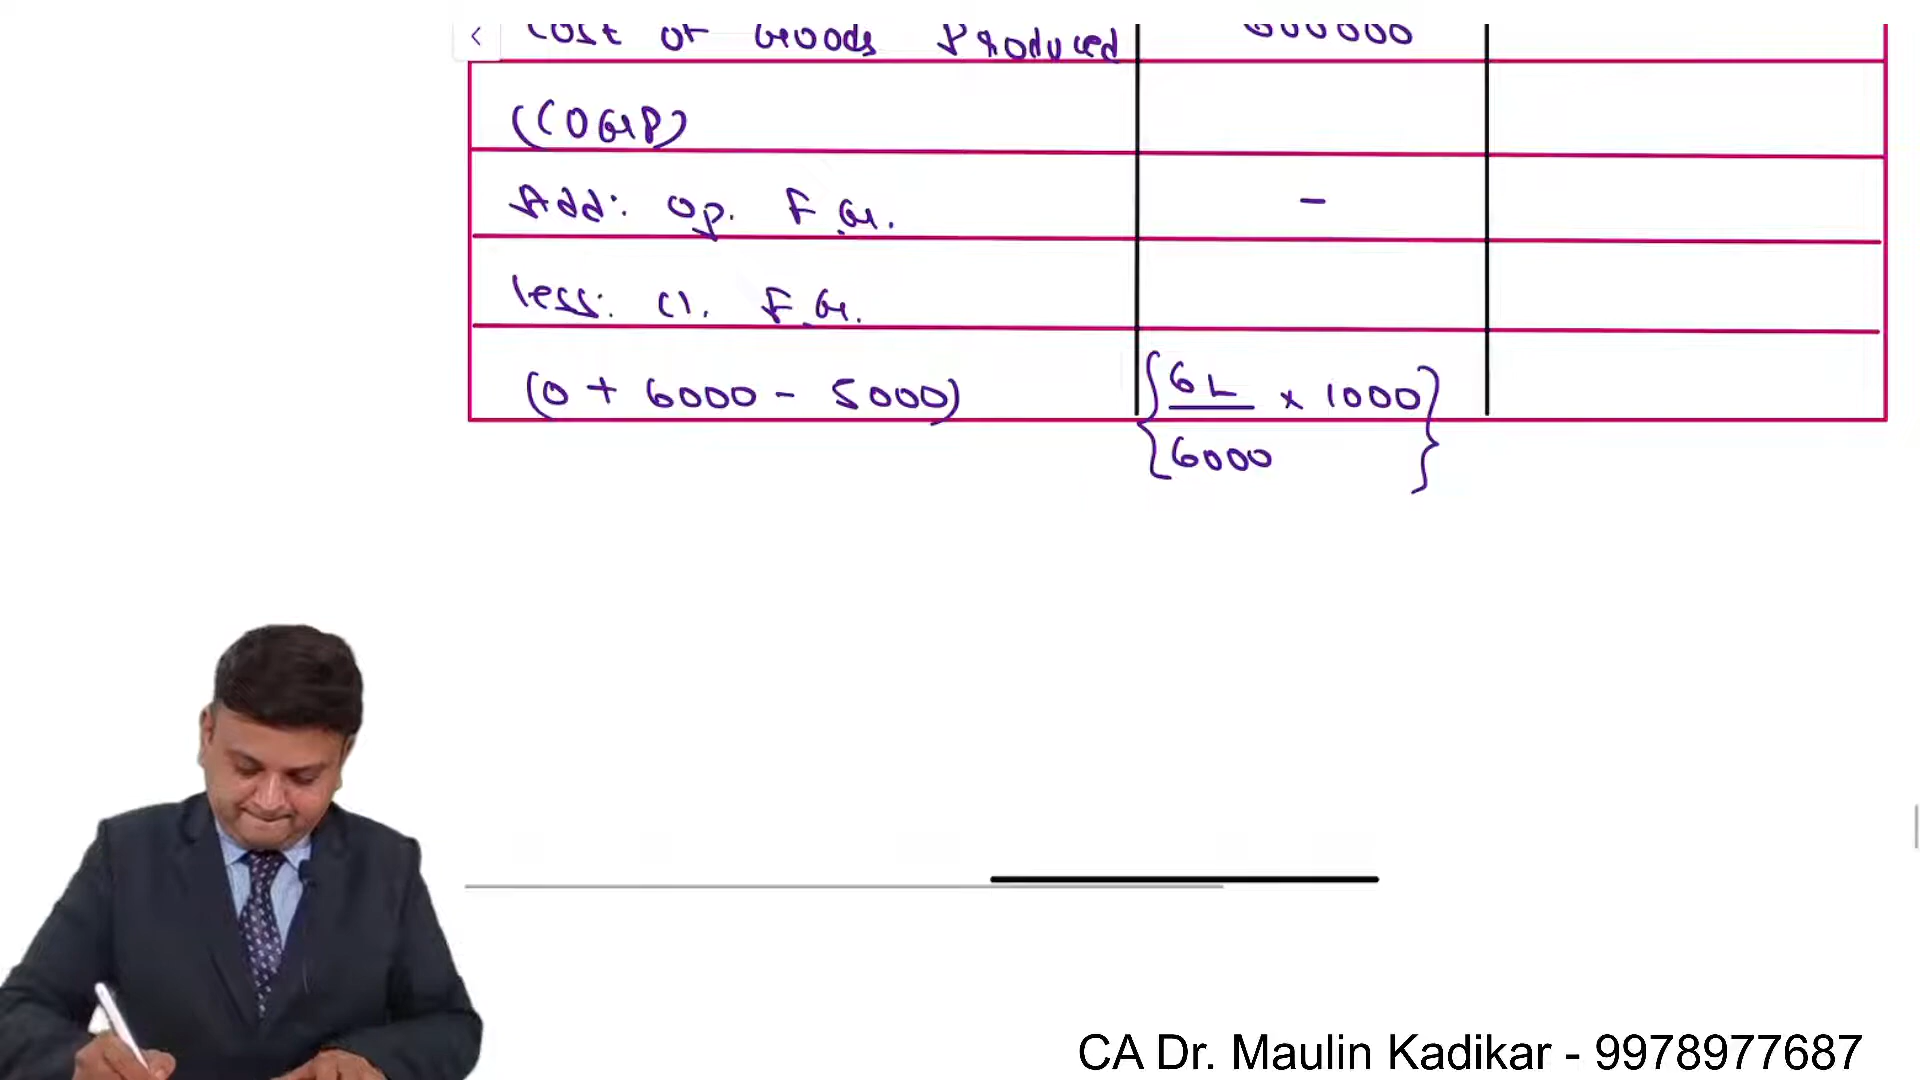 Cost of Goods Produced 600000
(COGP)
Add: Op. F.G. -
Less: Cl. F.G.
(0 + 6000 - 5000) {6L/6000 × 1000}
CA Dr. Maulin Kadikar - 9978977687